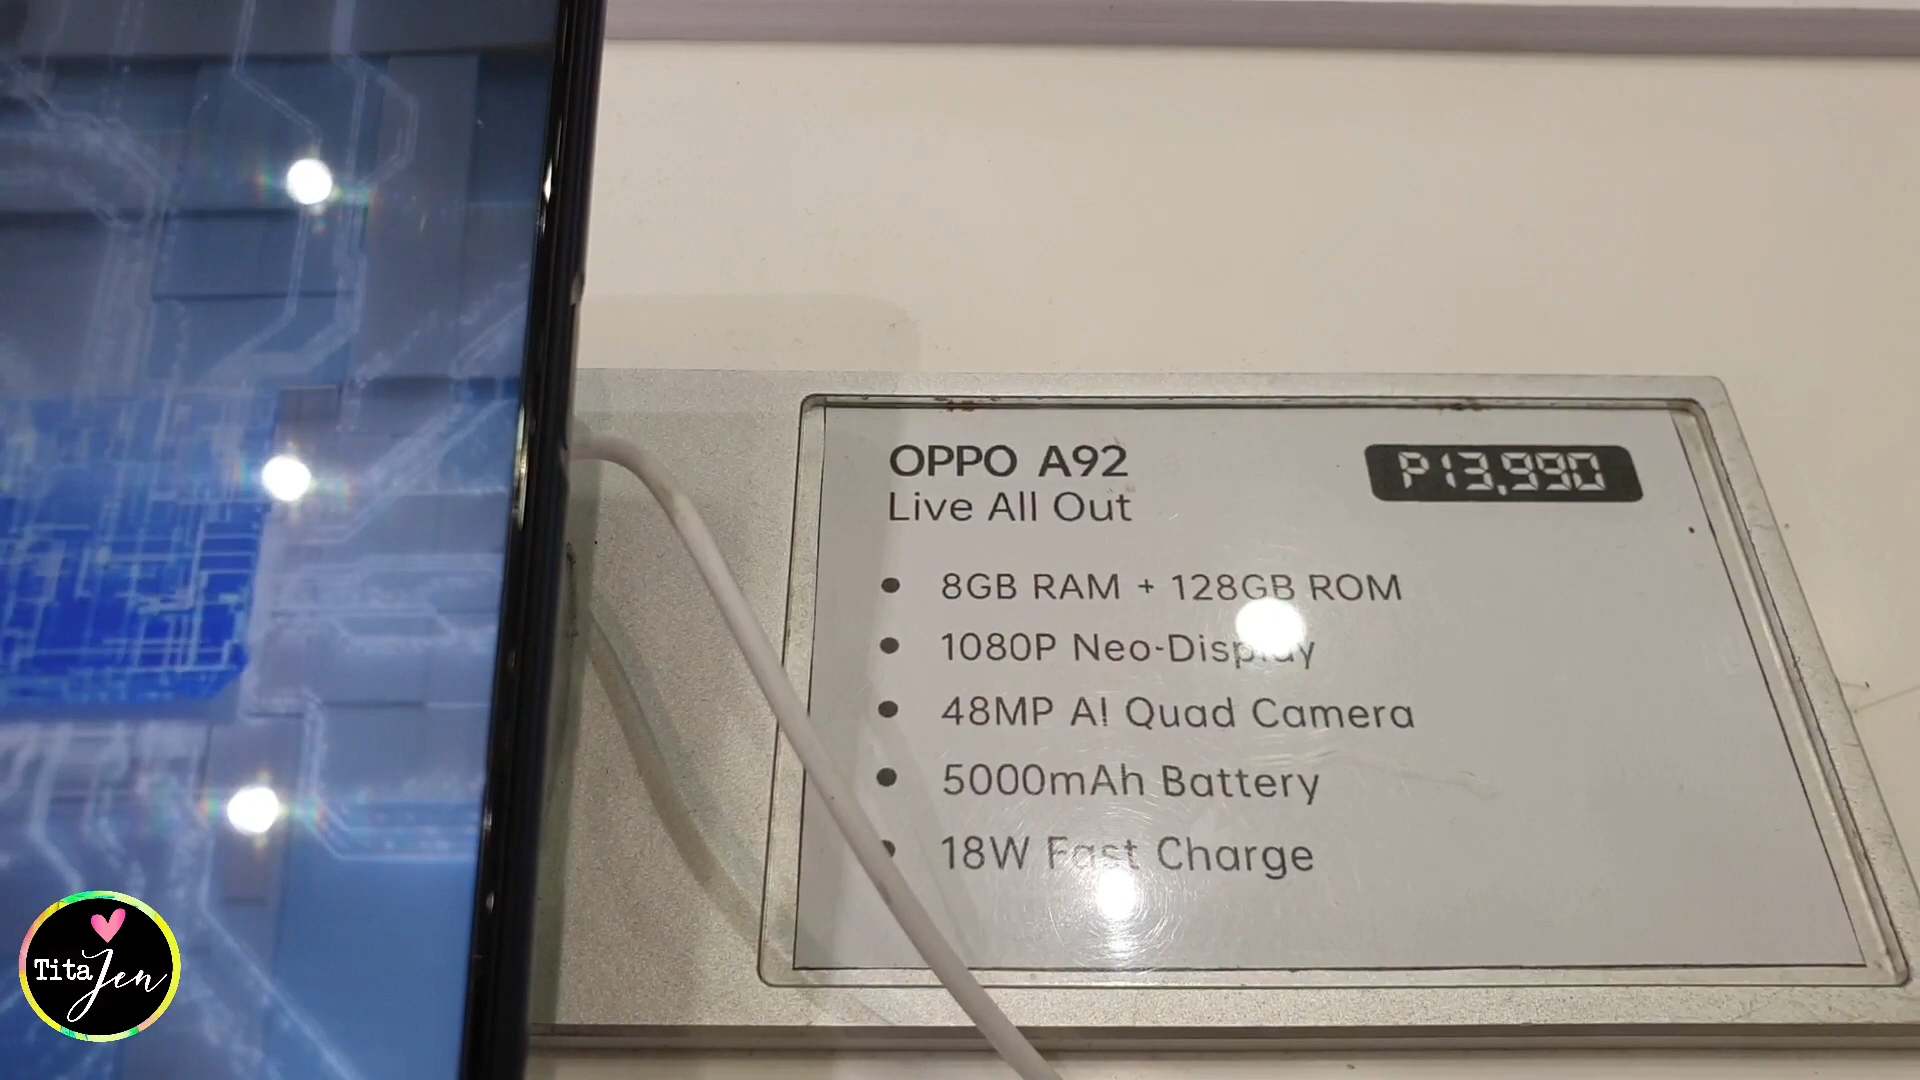 OPPO A92
P13,990
Live All Out
8GB RAM + 128GB ROM
1080P Neo-Display
48MP AI Quad Camera
5000mAh Battery
18W Fast Charge
Tita Jen